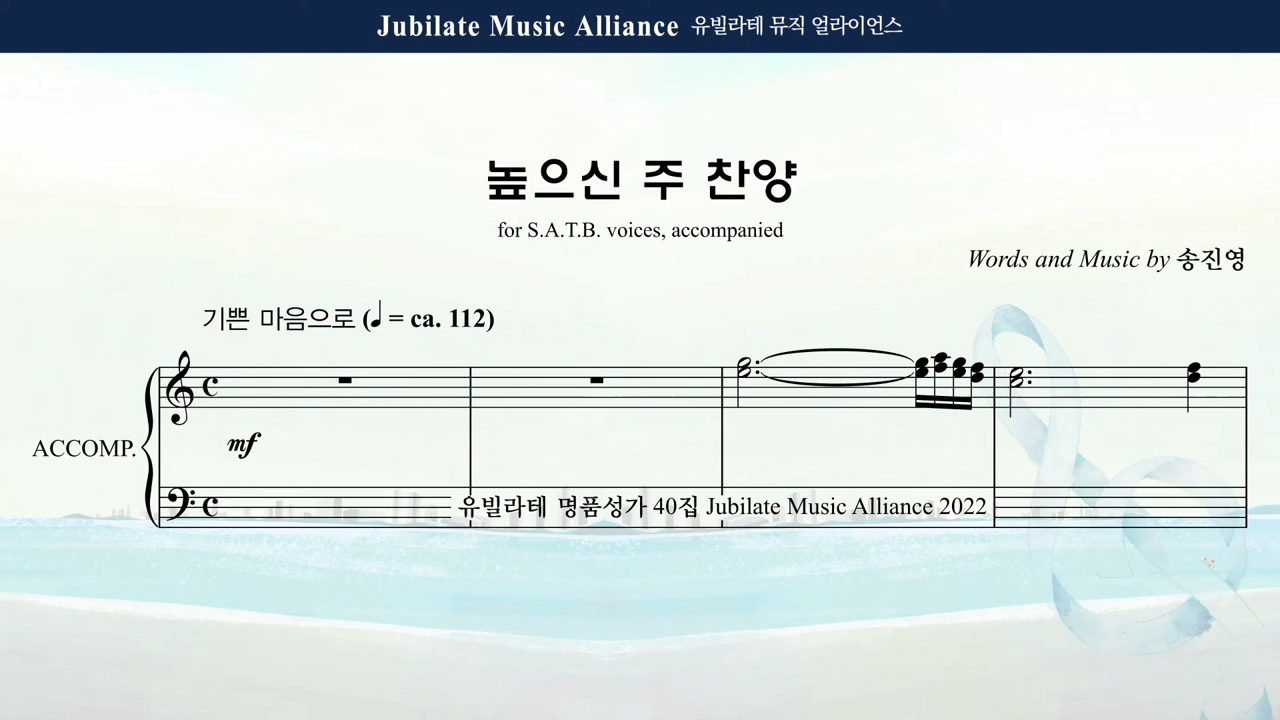 Jubilate Music Alliance 유빌라테 뮤직 얼라이언스
높으신 주 찬양
for S.A.T.B. voices, accompanied
Words and Music by 송진영
기쁜 마음으로 (♩ = ca. 112)
mf
ACCOMP.
유빌라테 명품성가 40집 Jubilate Music Alliance 2022